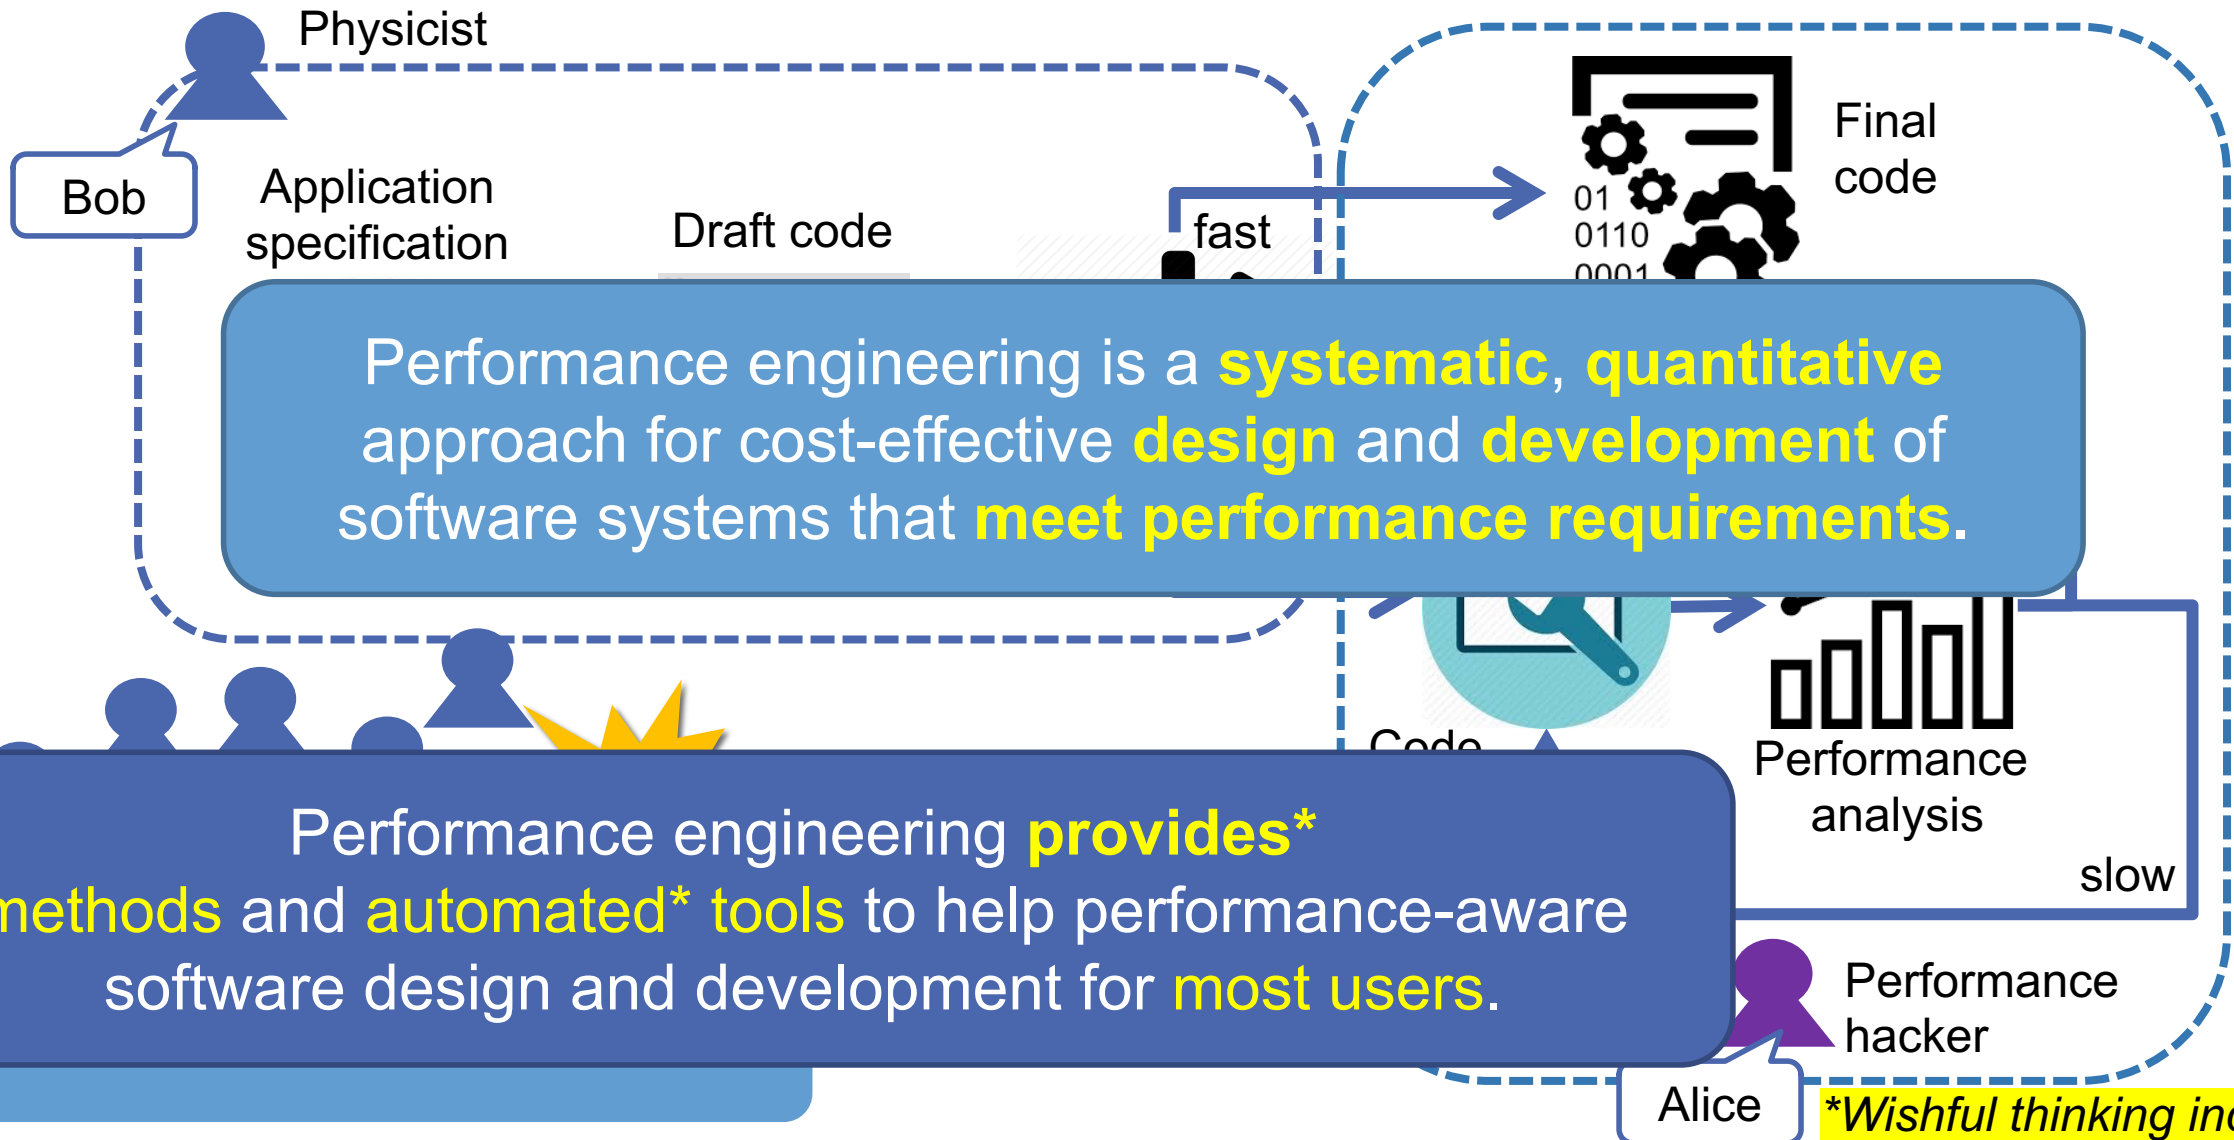 Physicist
Bob
Application
specification
Draft code
fast
Final
code
01
0110
0001
Performance engineering is a systematic, quantitative
approach for cost-effective design and development of
software systems that meet performance requirements.
Code
Performance
analysis
slow
Performance engineering provides*
methods and automated* tools to help performance-aware
software design and development for most users.
Performance
hacker
Alice
*Wishful thinking